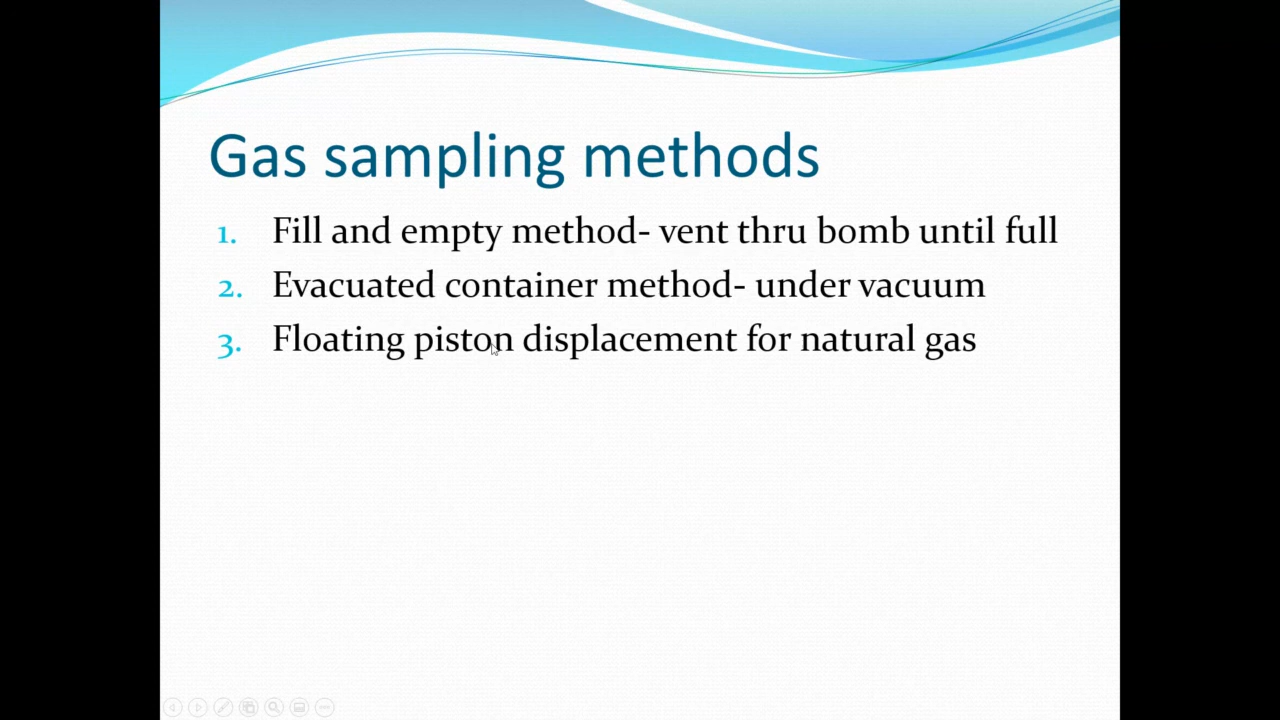 Gas sampling methods
1. Fill and empty method- vent thru bomb until full
2. Evacuated container method- under vacuum
3. Floating piston displacement for natural gas